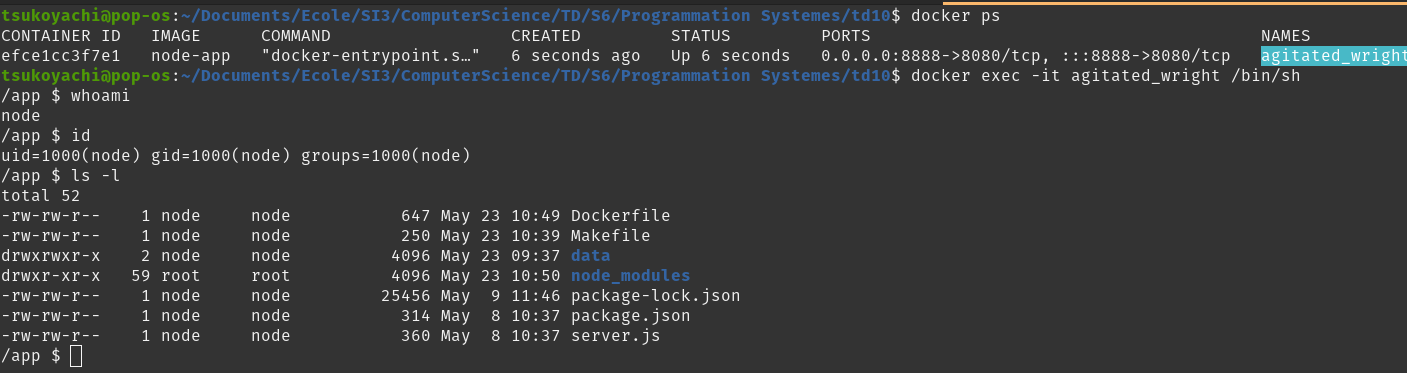 tsukoyachi@pop-os:~/Documents/Ecole/SI3/ComputerScience/TD/S6/Programmation Systemes/td10$ docker ps
CONTAINER ID   IMAGE      COMMAND                  CREATED         STATUS         PORTS                                       NAMES
efce1cc3f7e1   node-app   "docker-entrypoint.s…"   6 seconds ago   Up 6 seconds   0.0.0.0:8888->8080/tcp, :::8888->8080/tcp   agitated_wright
tsukoyachi@pop-os:~/Documents/Ecole/SI3/ComputerScience/TD/S6/Programmation Systemes/td10$ docker exec -it agitated_wright /bin/sh
/app $ whoami
node
/app $ id
uid=1000(node) gid=1000(node) groups=1000(node)
/app $ ls -l
total 52
-rw-rw-r--    1 node     node           647 May 23 10:49 Dockerfile
-rw-rw-r--    1 node     node           250 May 23 10:39 Makefile
drwxrwxr-x    2 node     node          4096 May 23 09:37 data
drwxr-xr-x   59 root     root          4096 May 23 10:50 node_modules
-rw-rw-r--    1 node     node         25456 May  9 11:46 package-lock.json
-rw-rw-r--    1 node     node           314 May  8 10:37 package.json
-rw-rw-r--    1 node     node           360 May  8 10:37 server.js
/app $